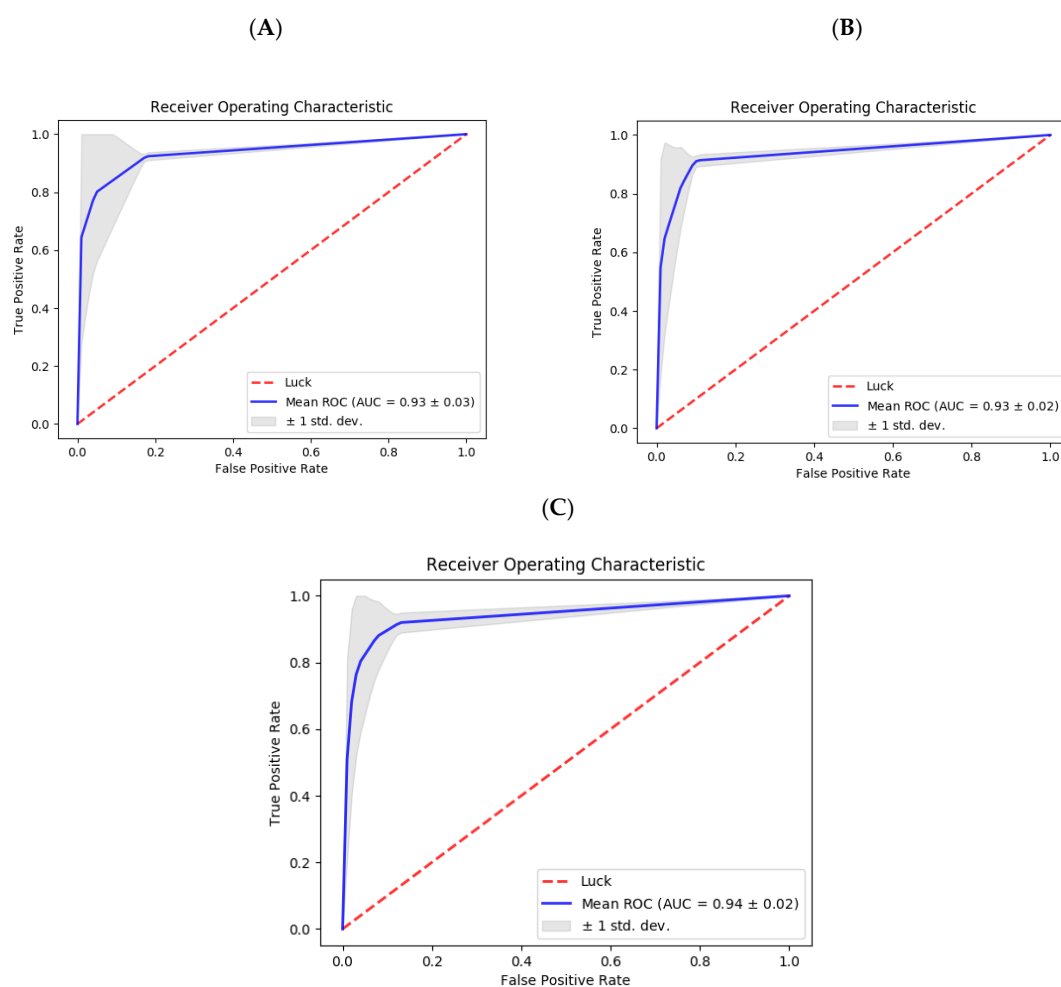 (A)
Receiver Operating Characteristic
True Positive Rate
1.0
0.8
0.6
0.4
0.2
0.0
Luck
Mean ROC (AUC = 0.93 ± 0.03)
± 1 std. dev.
0.0 0.2 0.4 0.6 0.8 1.0
False Positive Rate
(B)
Receiver Operating Characteristic
True Positive Rate
1.0
0.8
0.6
0.4
0.2
0.0
Luck
Mean ROC (AUC = 0.93 ± 0.02)
± 1 std. dev.
0.0 0.2 0.4 0.6 0.8 1.0
False Positive Rate
(C)
Receiver Operating Characteristic
True Positive Rate
1.0
0.8
0.6
0.4
0.2
0.0
Luck
Mean ROC (AUC = 0.94 ± 0.02)
± 1 std. dev.
0.0 0.2 0.4 0.6 0.8 1.0
False Positive Rate